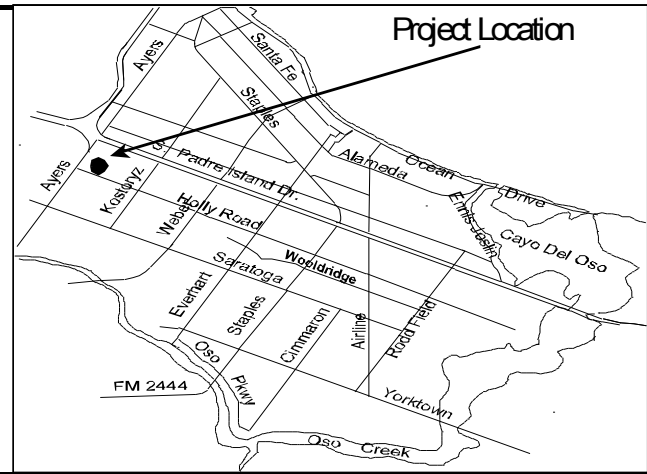 Project Location
Ayers
Santa Fe
Staples
Alameda
Ocean
Drive
S. Padre Island Dr.
Ayers
Kostoryz
Weber
Holly Road
Ennis Joslin
Cayo Del Oso
Wooldridge
Saratoga
Everhart
Staples
Cimmaron
Airline
Rodd Field
Oso
Pkwy
FM 2444
Yorktown
Oso Creek